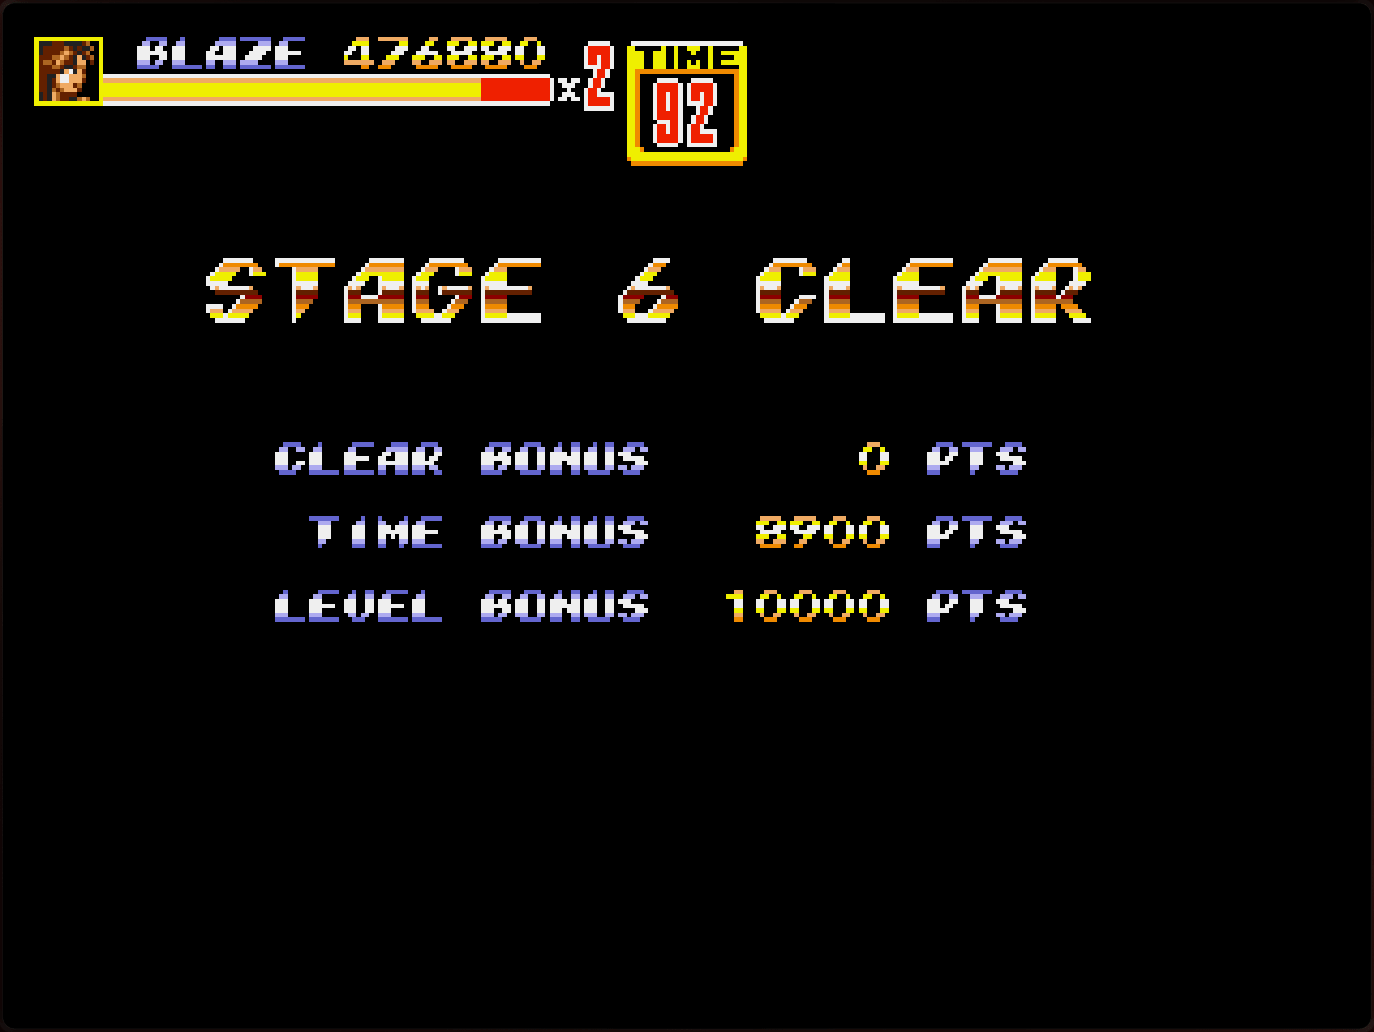 BLAZE 476880 x2
TIME
92
STAGE 6 CLEAR
CLEAR BONUS 0 PTS
TIME BONUS 8900 PTS
LEVEL BONUS 10000 PTS